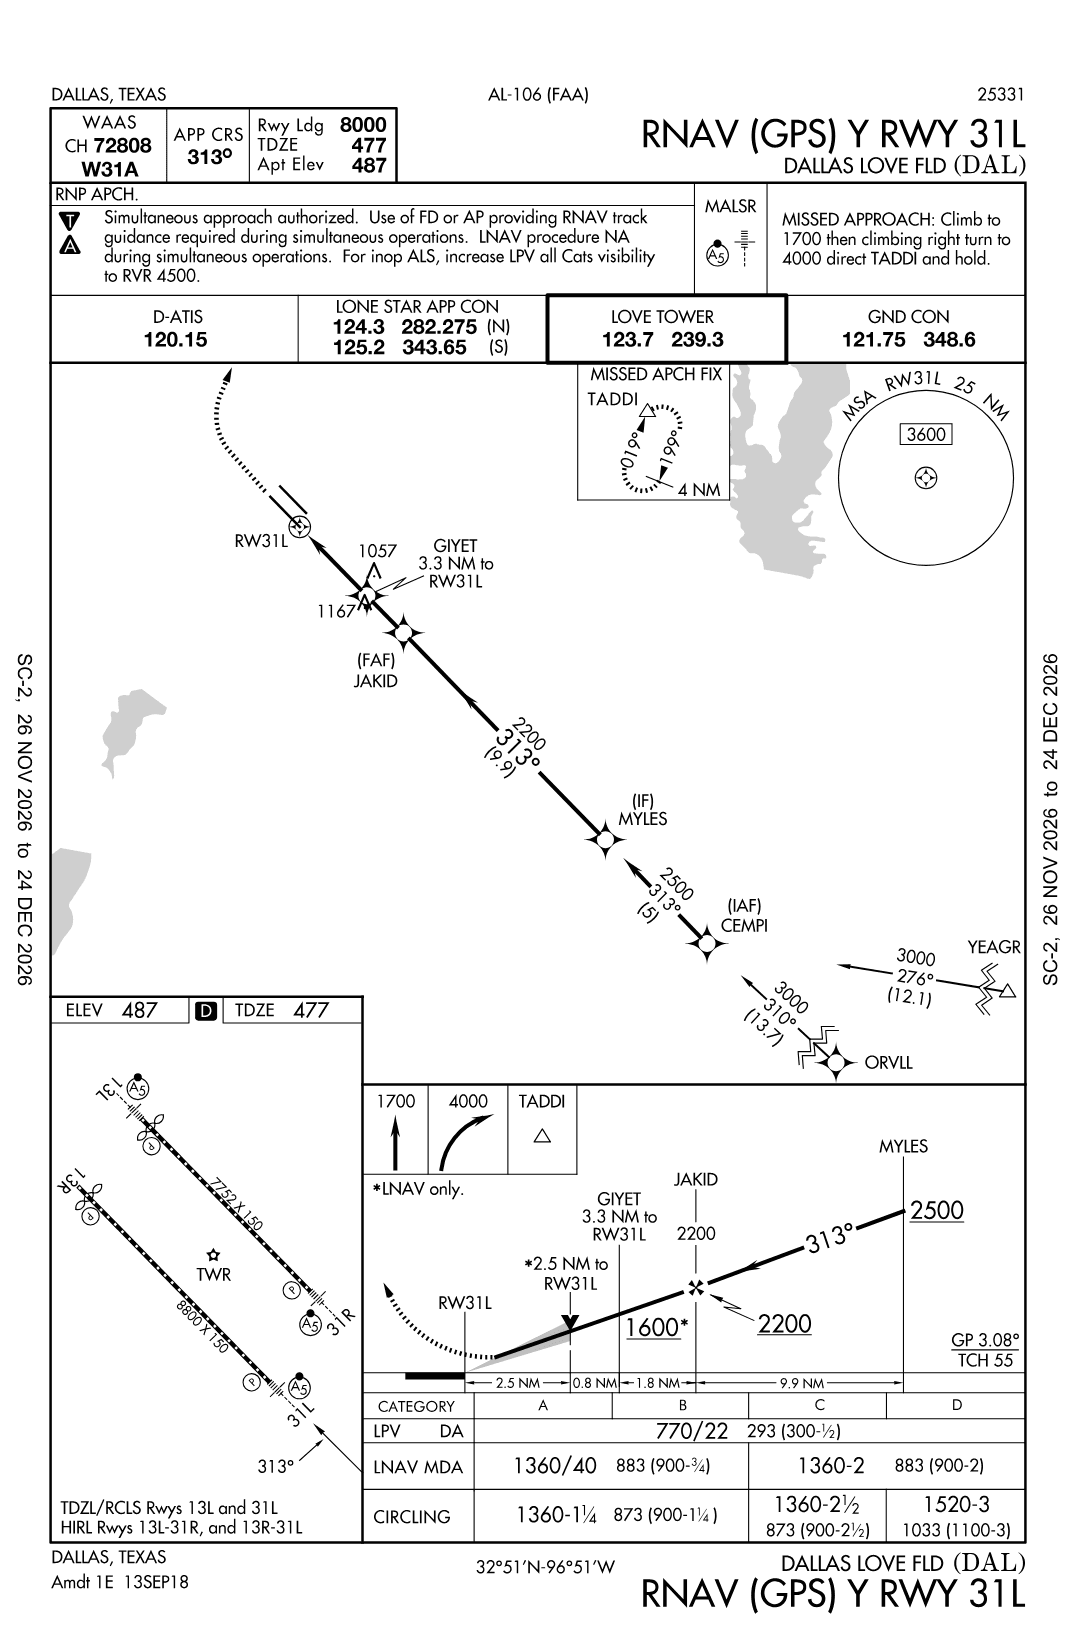 DALLAS, TEXAS
AL-106 (FAA)
25331
WAAS
CH 72808
W31A
APP CRS
313°
Rwy Ldg 8000
TDZE 477
Apt Elev 487
RNAV (GPS) Y RWY 31L
DALLAS LOVE FLD (DAL)
RNP APCH.
T
A
Simultaneous approach authorized. Use of FD or AP providing RNAV track
guidance required during simultaneous operations. LNAV procedure NA
during simultaneous operations. For inop ALS, increase LPV all Cats visibility
to RVR 4500.
MALSR
A5
MISSED APPROACH: Climb to
1700 then climbing right turn to
4000 direct TADDI and hold.
D-ATIS
120.15
LONE STAR APP CON
124.3 282.275 (N)
125.2 343.65 (S)
LOVE TOWER
123.7 239.3
GND CON
121.75 348.6
MISSED APCH FIX
TADDI
019°
199°
4 NM
MSA RW31L 25 NM
3600
RW31L
1057
GIYET
3.3 NM to
RW31L
1167
(FAF)
JAKID
2200
313°
(9.9)
(IF)
MYLES
2500
313°
(5)
(IAF)
CEMPI
YEAGR
3000
276°
(12.1)
3000
310°
(13.7)
ORVLL
SC-2, 26 NOV 2026 to 24 DEC 2026
SC-2, 26 NOV 2026 to 24 DEC 2026
ELEV 487
D
TDZE 477
13L
A5
P
13R
P
7752 X 150
TWR
8800 X 150
P
A5
31R
P
A5
31L
313°
TDZL/RCLS Rwys 13L and 31L
HIRL Rwys 13L-31R, and 13R-31L
1700
4000
TADDI
*LNAV only.
MYLES
JAKID
GIYET
3.3 NM to
RW31L
2200
2500
313°
*2.5 NM to
RW31L
RW31L
1600*
2200
GP 3.08°
TCH 55
2.5 NM
0.8 NM
1.8 NM
9.9 NM
CATEGORY A B C D
LPV DA 770/22 293 (300-½)
LNAV MDA 1360/40 883 (900-¾) 1360-2 883 (900-2)
CIRCLING 1360-1¼ 873 (900-1¼) 1360-2½ 1520-3
873 (900-2½) 1033 (1100-3)
DALLAS, TEXAS
Amdt 1E 13SEP18
32°51’N-96°51’W
DALLAS LOVE FLD (DAL)
RNAV (GPS) Y RWY 31L